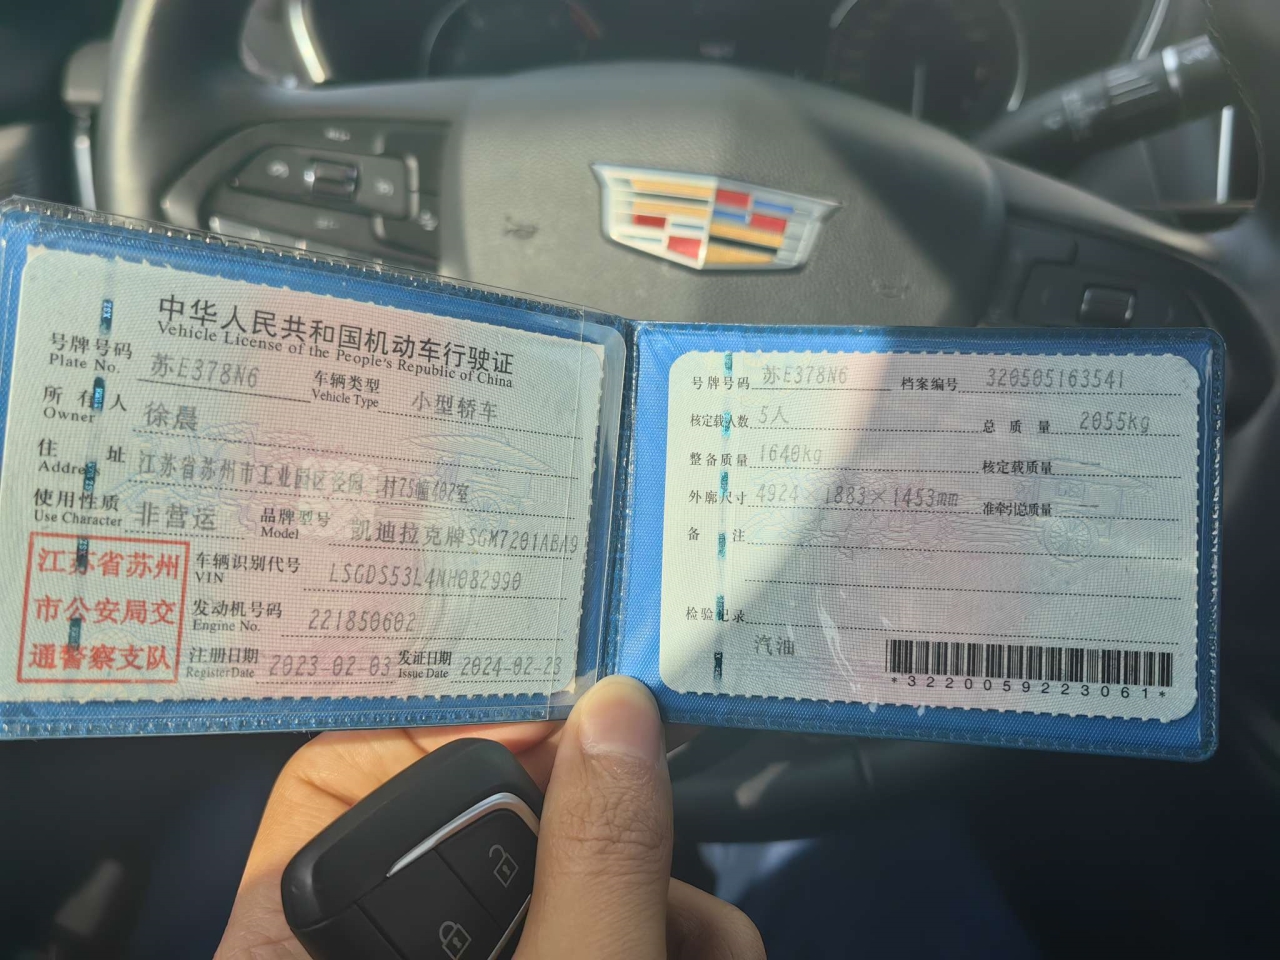 中华人民共和国机动车行驶证
Vehicle License of the People's Republic of China
号牌号码 苏E378N6 车辆类型 小型轿车
Plate No. Vehicle Type
所有人 徐晨
Owner
住址 江苏省苏州市工业园区 村75幢402室
Address
使用性质 非营运 品牌型号 凯迪拉克牌SGM7201ABA9
Use Character Model
江苏省苏州
市公安局交
通警察支队
车辆识别代号 LSGDS53L4NH082990
VIN
发动机号码 221850602
Engine No.
注册日期 2023-02-03 发证日期 2024-02-23
Register Date Issue Date
号牌号码 苏E378N6 档案编号 320505163541
核定载人数 5人 总质量 2055kg
整备质量 1640kg 核定载质量 ——
外廓尺寸 4924×1883×1453mm 准牵引总质量 ——
备注
检验记录
汽油
*3220059223061*